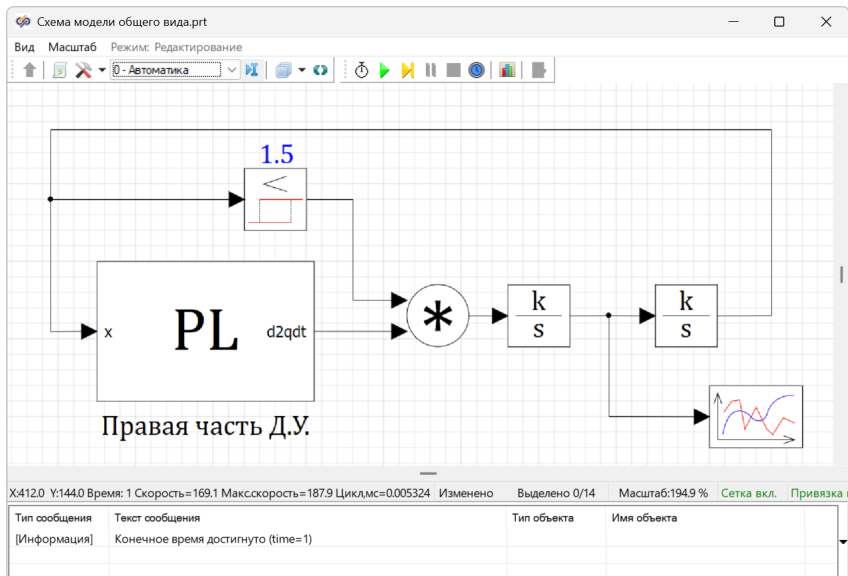 Схема модели общего вида.prt
Вид Масштаб Режим: Редактирование
0 - Автоматика
1.5
<
PL
x
d2qdt
*
k
s
k
s
Правая часть Д.У.
X:412.0 Y:144.0 Время: 1 Скорость=169.1 Макс.скорость=187.9 Цикл,мс=0.005324 Изменено Выделено 0/14 Масштаб:194.9 % Сетка вкл. Привязка
Тип сообщения Текст сообщения Тип объекта Имя объекта
[Информация] Конечное время достигнуто (time=1)